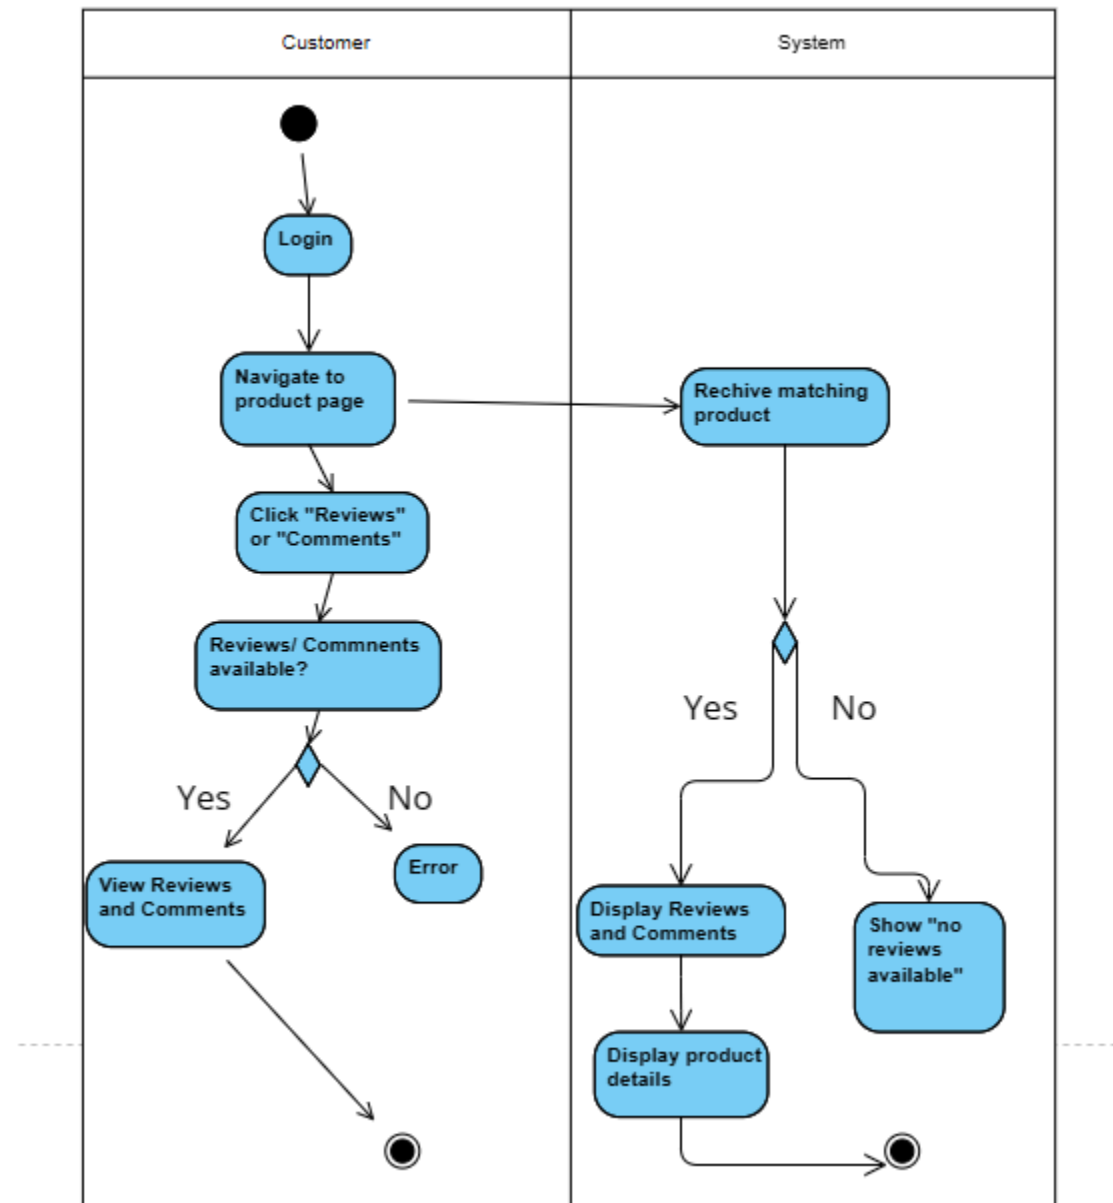 Customer
System
Login
Navigate to
product page
Rechive matching
product
Click "Reviews"
or "Comments"
Reviews/ Commnents
available?
Yes
No
Yes
No
Error
View Reviews
and Comments
Display Reviews
and Comments
Show "no
reviews
available"
Display product
details